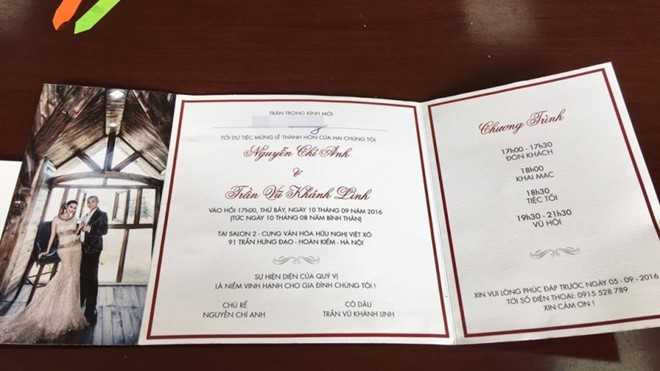 TRÂN TRỌNG KÍNH MỜI
TỚI DỰ TIỆC MỪNG LỄ THÀNH HÔN CỦA HAI CHÚNG TÔI
Nguyễn Chí Anh
&
Trần Vũ Khánh Linh
VÀO HỒI 17h00, THỨ BẢY, NGÀY 10 THÁNG 09 NĂM 2016
(TỨC NGÀY 10 THÁNG 08 NĂM BÍNH THÂN)
TẠI SALON 2 - CUNG VĂN HÓA HỮU NGHỊ VIỆT XÔ
91 TRẦN HƯNG ĐẠO - HOÀN KIẾM - HÀ NỘI
SỰ HIỆN DIỆN CỦA QUÝ VỊ
LÀ NIỀM VINH HẠNH CHO GIA ĐÌNH CHÚNG TÔI !
CHÚ RỂ CÔ DÂU
NGUYỄN CHÍ ANH TRẦN VŨ KHÁNH LINH
Chương Trình
17h00 - 17h30
ĐÓN KHÁCH
18h00
KHAI MẠC
18h30
TIỆC TỐI
19h30 - 21h30
VŨ HỘI
XIN VUI LÒNG PHÚC ĐÁP TRƯỚC NGÀY 05 - 09 - 2016
TỚI SỐ ĐIỆN THOẠI: 0915 528 789
XIN CẢM ƠN !